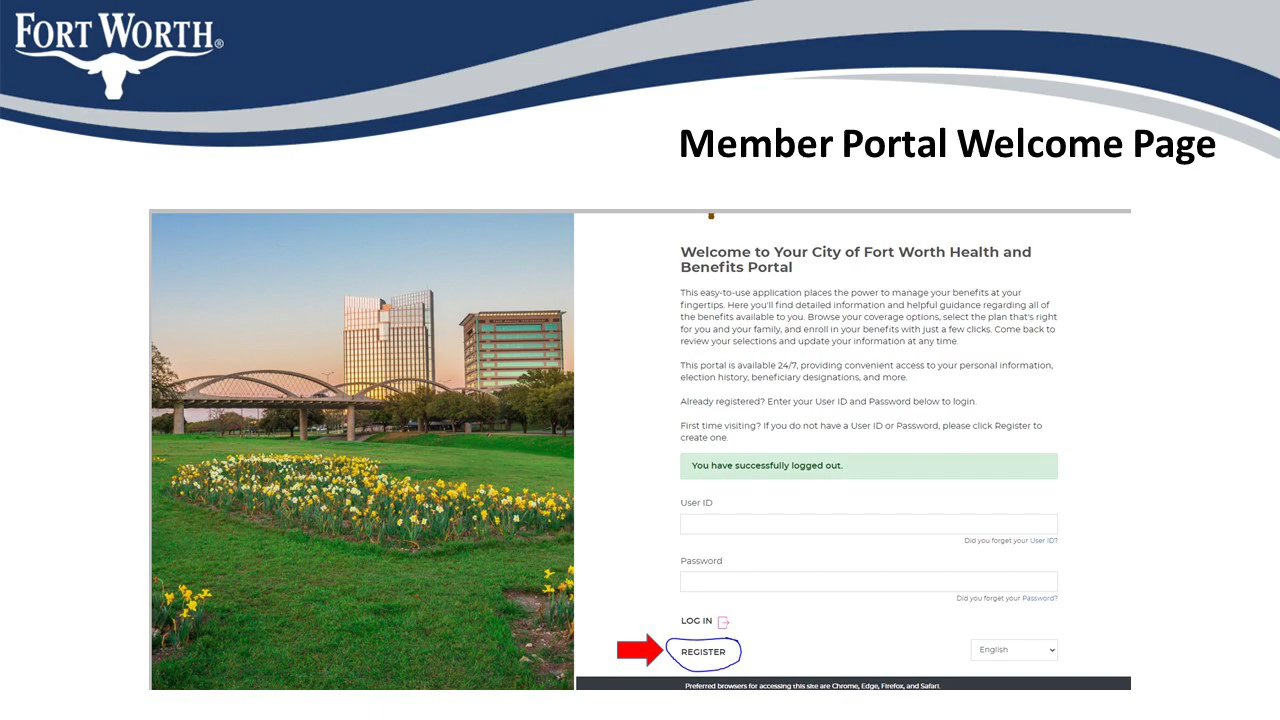 FORT WORTH®
Member Portal Welcome Page
Welcome to Your City of Fort Worth Health and
Benefits Portal
This easy-to-use application places the power to manage your benefits at your
fingertips. Here you'll find detailed information and helpful guidance regarding all of
the benefits available to you. Browse your coverage options, select the plan that's right
for you and your family, and enroll in your benefits with just a few clicks. Come back to
review your selections and update your information at any time.
This portal is available 24/7, providing convenient access to your personal information,
election history, beneficiary designations, and more.
Already registered? Enter your User ID and Password below to login.
First time visiting? If you do not have a User ID or Password, please click Register to
create one.
You have successfully logged out.
User ID
Did you forget your User ID?
Password
Did you forget your Password?
LOG IN
REGISTER
English
Preferred browsers for accessing this site are Chrome, Edge, Firefox, and Safari.